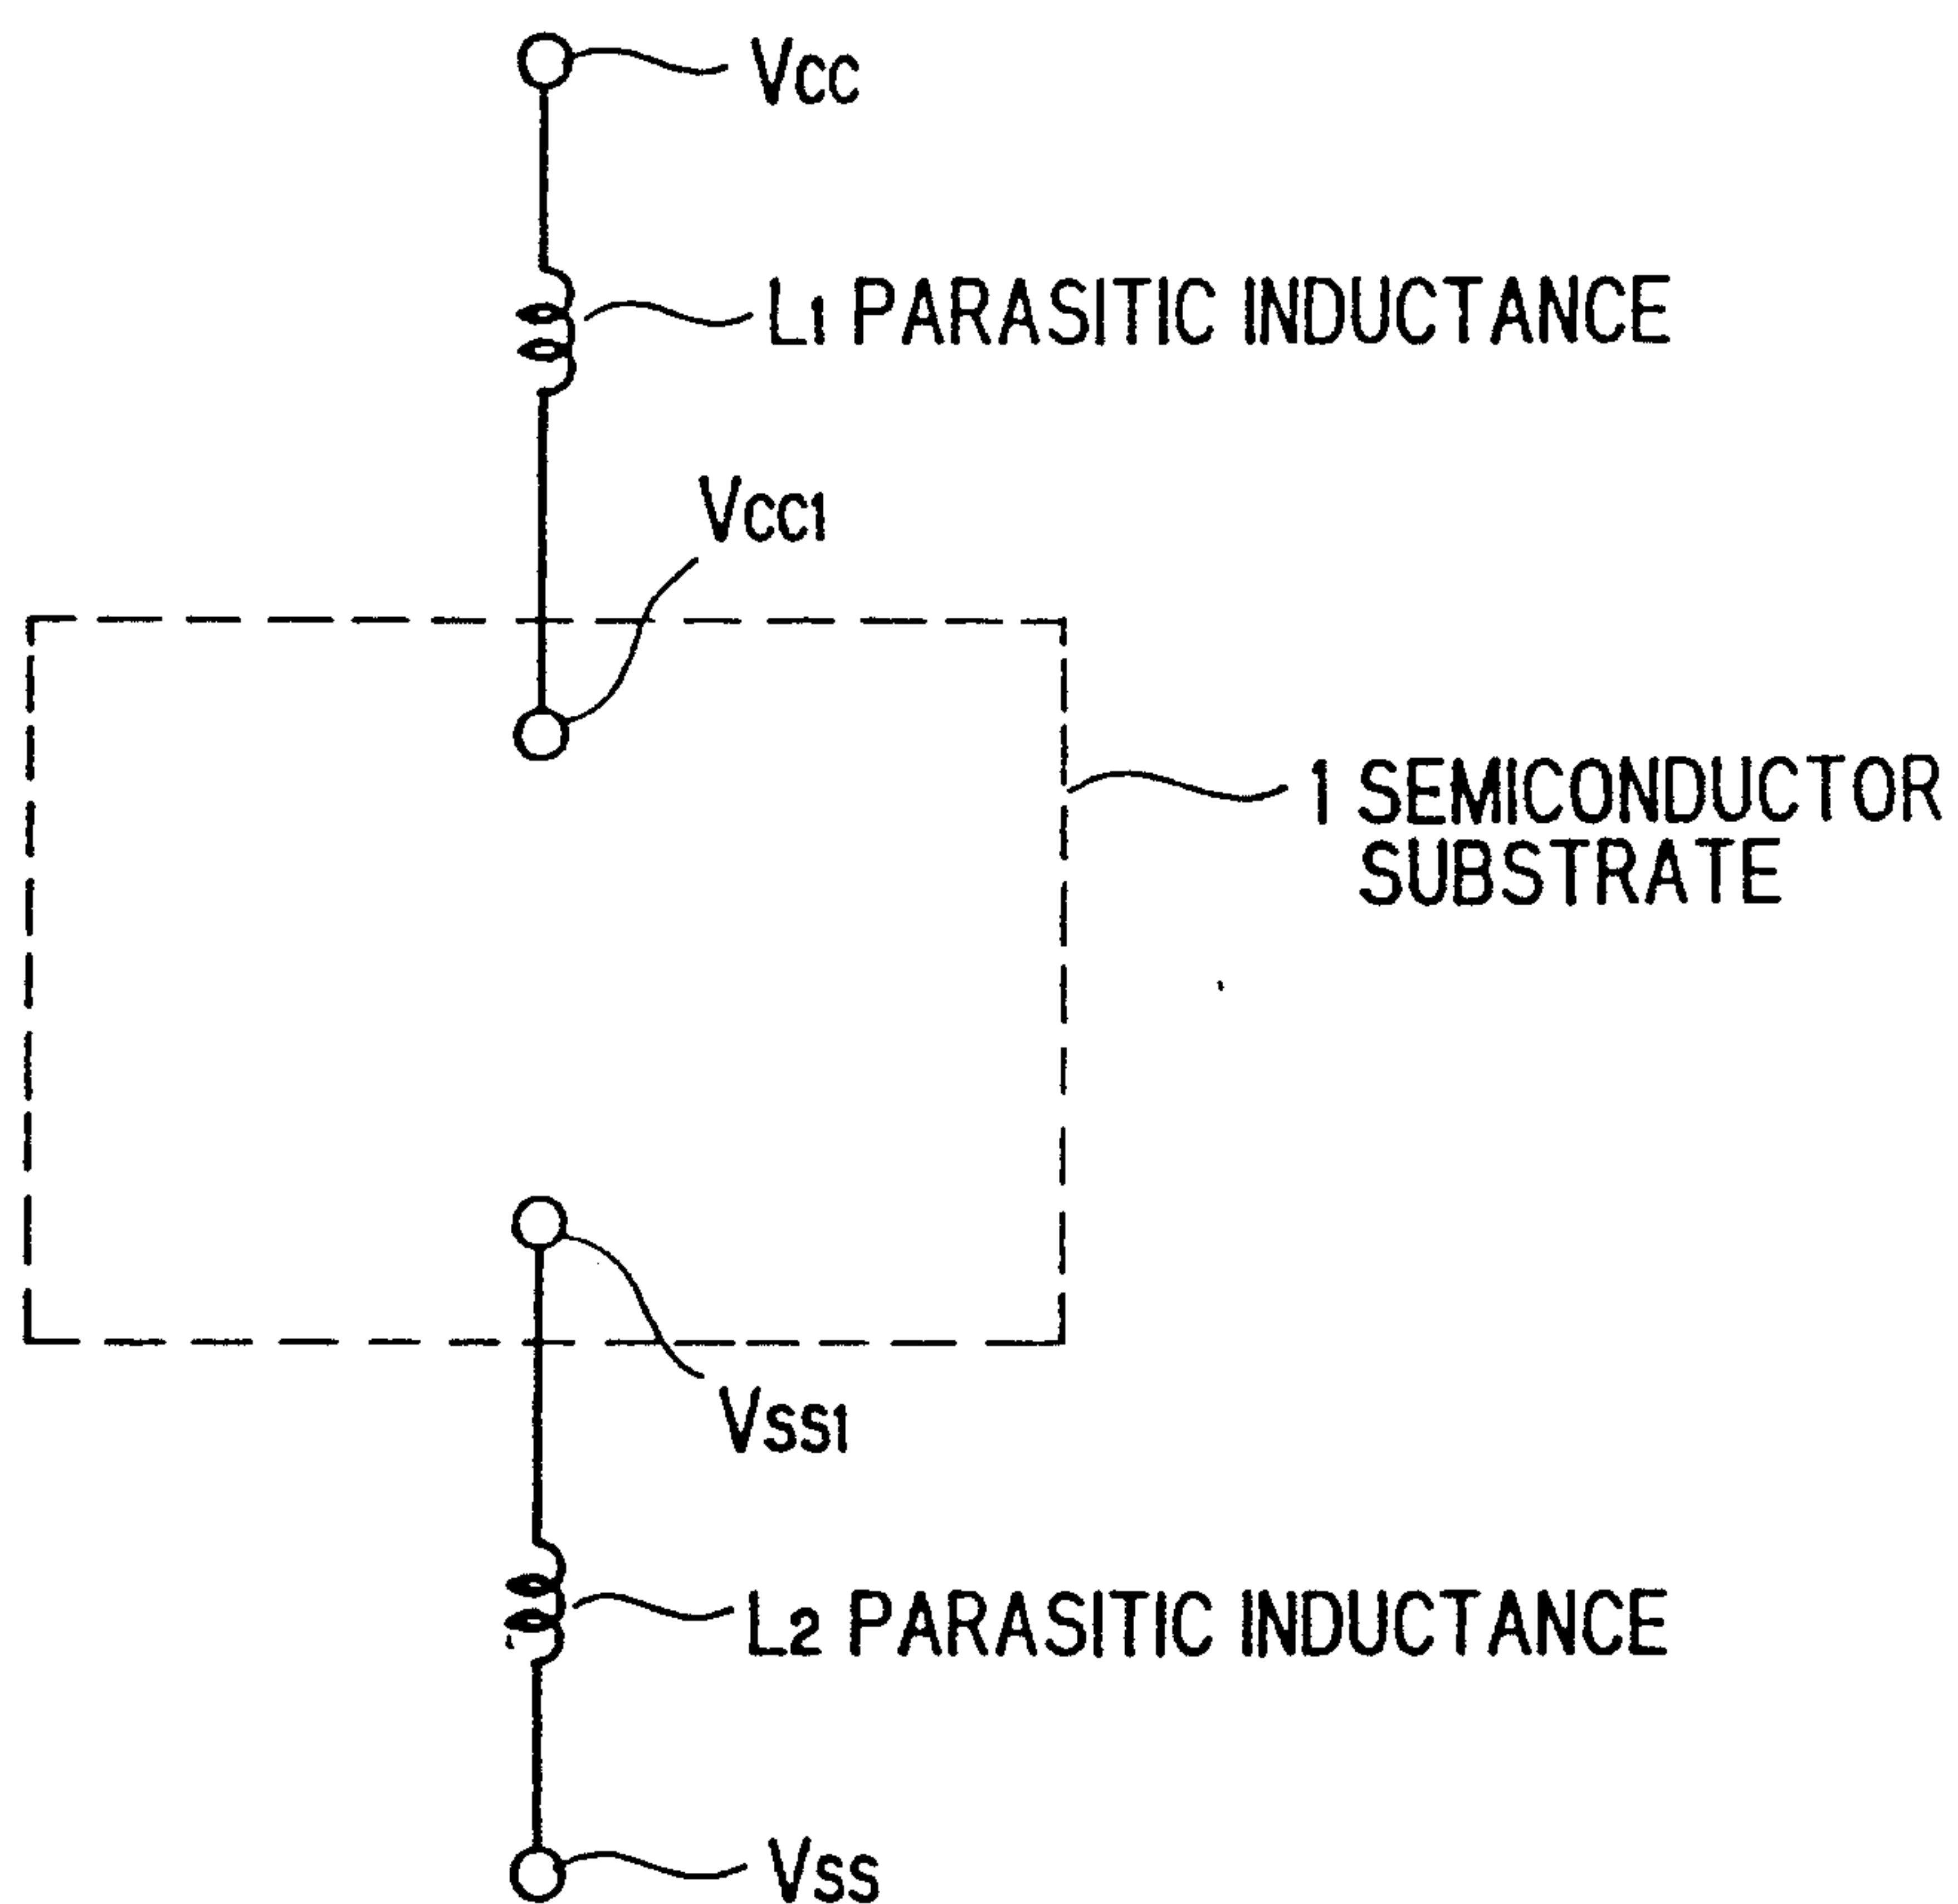 Vcc
L1 PARASITIC INDUCTANCE
Vcc1
1 SEMICONDUCTOR
SUBSTRATE
Vss1
L2 PARASITIC INDUCTANCE
Vss